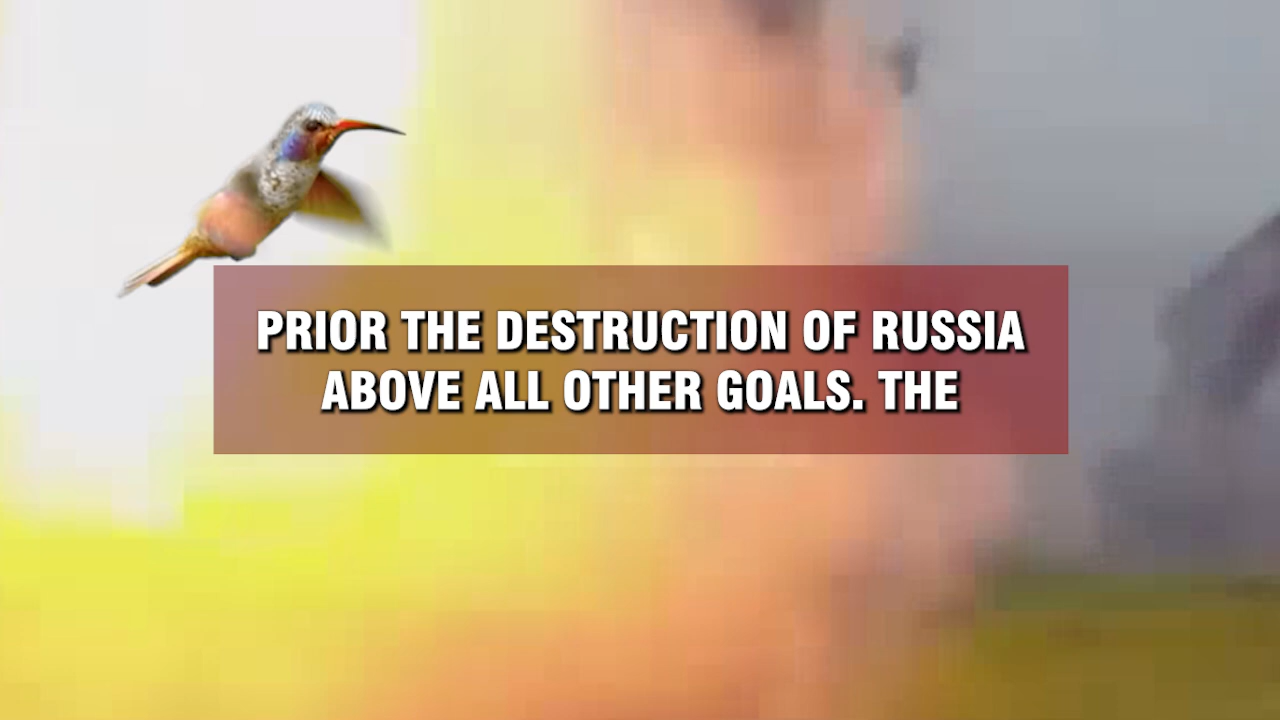 PRIOR THE DESTRUCTION OF RUSSIA
ABOVE ALL OTHER GOALS. THE